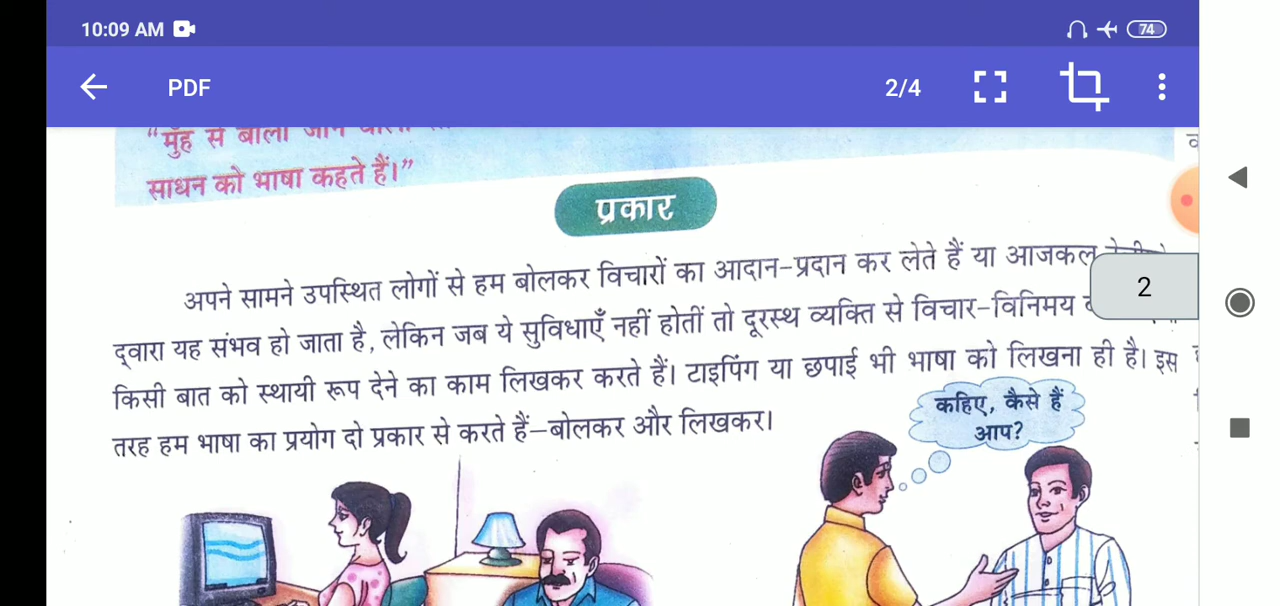 10:09 AM
74
PDF
2/4
“मुँह से बोली जाने
साधन को भाषा कहते हैं।”
प्रकार
2
अपने सामने उपस्थित लोगों से हम बोलकर विचारों का आदान-प्रदान कर लेते हैं या आजकल
द्वारा यह संभव हो जाता है, लेकिन जब ये सुविधाएँ नहीं होतीं तो दूरस्थ व्यक्ति से विचार-विनिमय
किसी बात को स्थायी रूप देने का काम लिखकर करते हैं। टाइपिंग या छपाई भी भाषा को लिखना ही है। इस
तरह हम भाषा का प्रयोग दो प्रकार से करते हैं—बोलकर और लिखकर।
कहिए, कैसे हैं
आप?